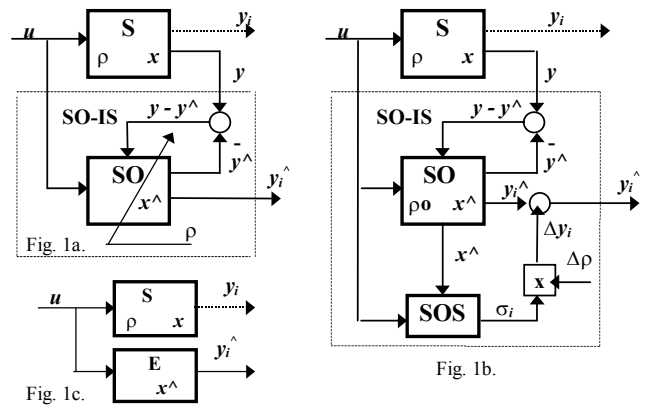 u
S
ρ x
y_i
y
SO-IS
y - y^
-
y^
SO
x^
y_i^
ρ
Fig. 1a.
u
S
ρ x
y_i
y
SO-IS
y - y^
-
y^
SO
ρo x^
y_i^
y_i^
Δy_i
x^
x
Δρ
SOS
σ_i
Fig. 1b.
u
S
ρ x
y_i
E
x^
y_i^
Fig. 1c.